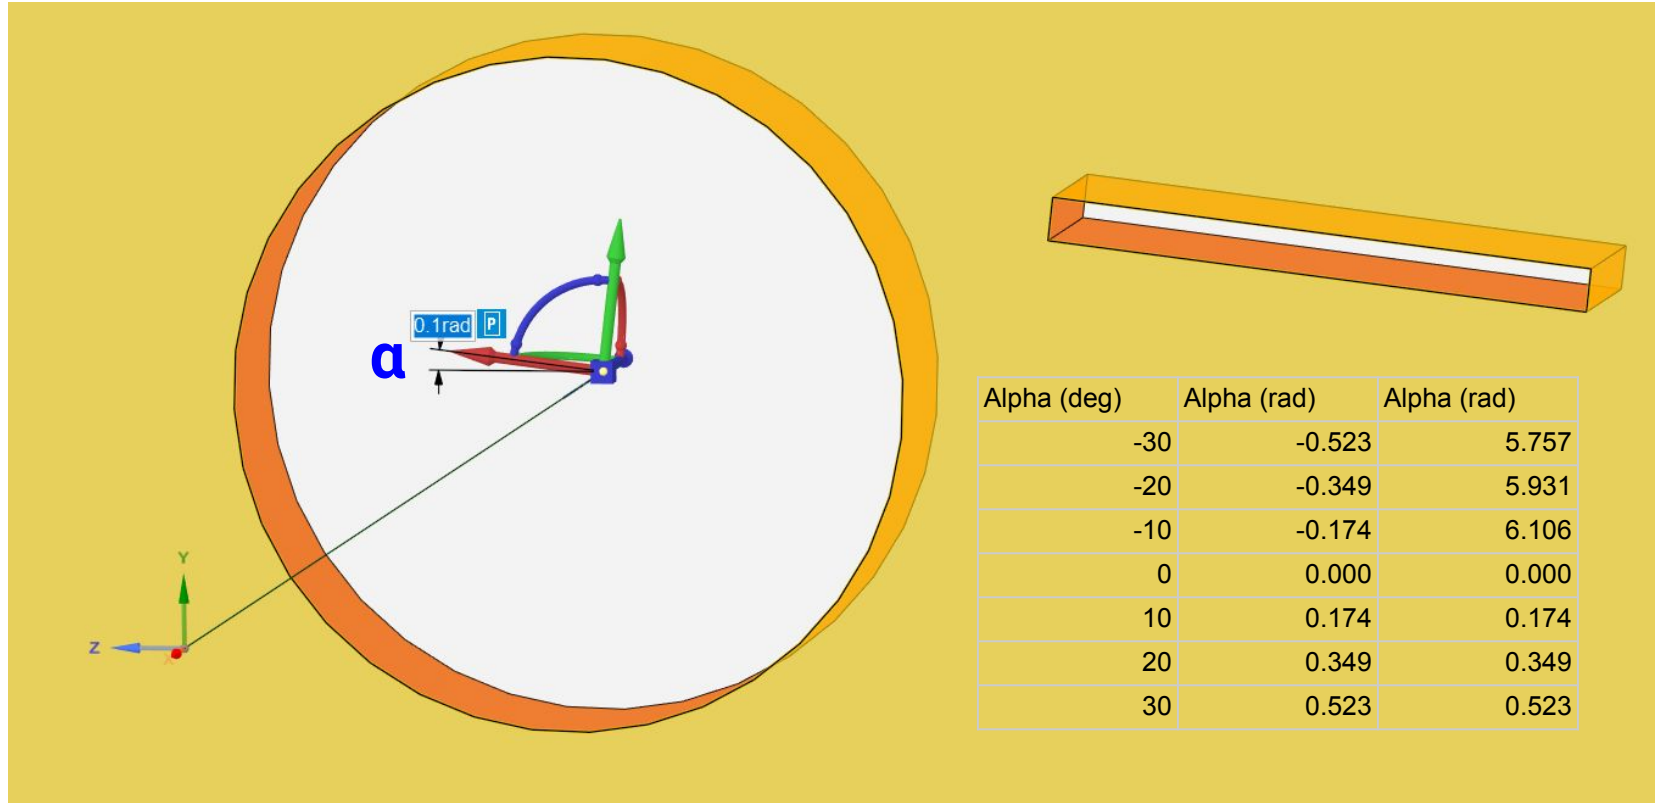 0.1rad P
α
Y
Z
X
Alpha (deg) Alpha (rad) Alpha (rad)
-30 -0.523 5.757
-20 -0.349 5.931
-10 -0.174 6.106
0 0.000 0.000
10 0.174 0.174
20 0.349 0.349
30 0.523 0.523